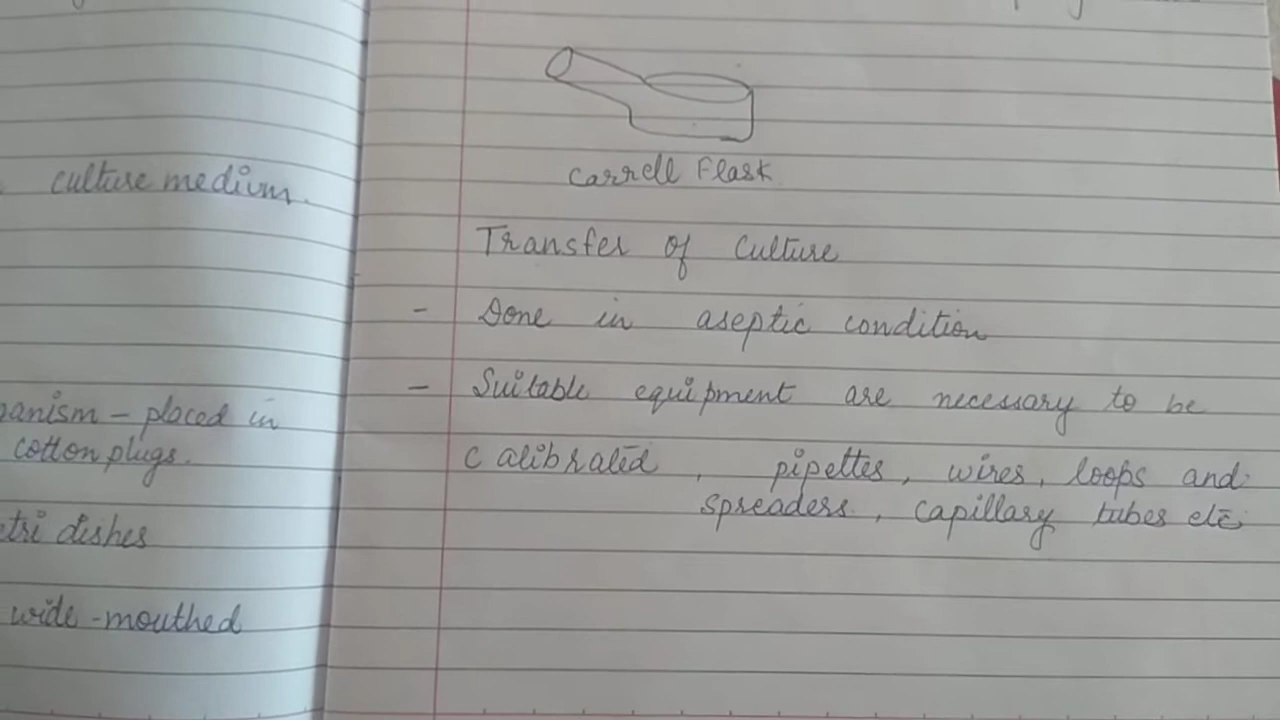 culture medium.
anism - placed in
cotton plugs.
tri dishes
wide-mouthed
Carrell Flask
Transfer of Culture
- Done in aseptic condition
- Suitable equipment are necessary to be
Calibrated, pipettes, wires, loops and
spreaders, capillary tubes etc